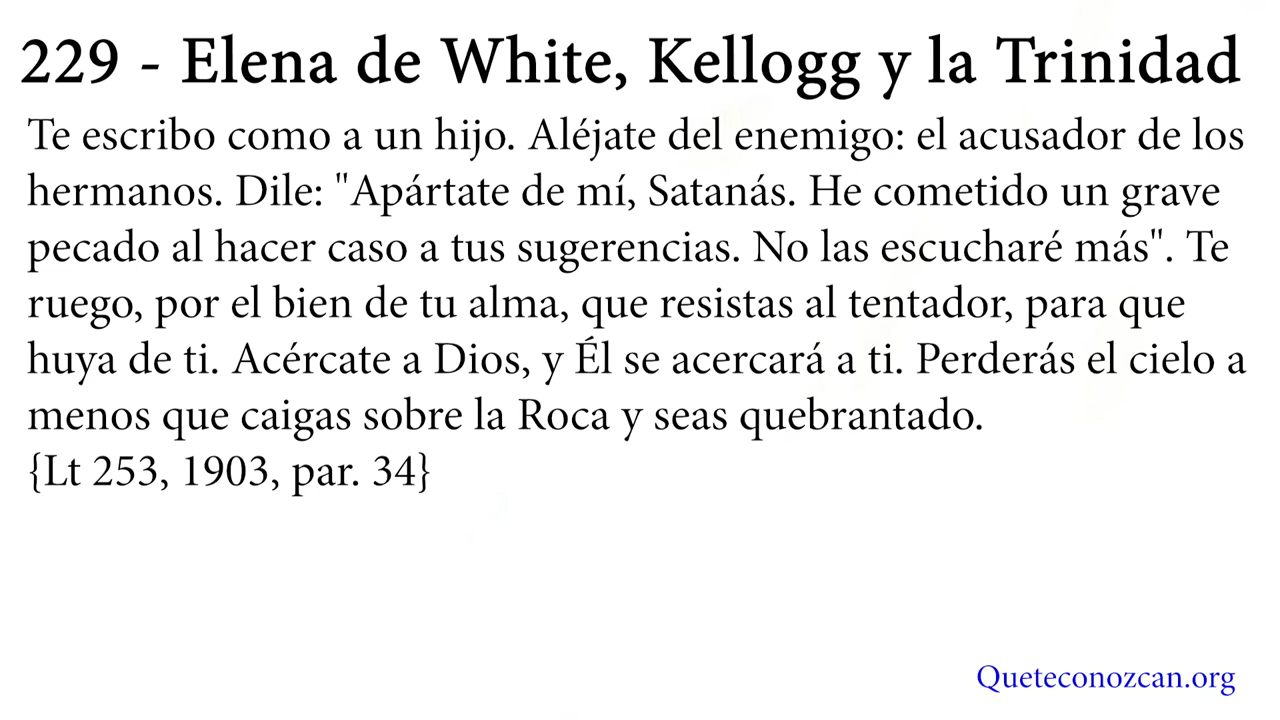 229 - Elena de White, Kellogg y la Trinidad
Te escribo como a un hijo. Aléjate del enemigo: el acusador de los
hermanos. Dile: "Apártate de mí, Satanás. He cometido un grave
pecado al hacer caso a tus sugerencias. No las escucharé más". Te
ruego, por el bien de tu alma, que resistas al tentador, para que
huya de ti. Acércate a Dios, y Él se acercará a ti. Perderás el cielo a
menos que caigas sobre la Roca y seas quebrantado.
{Lt 253, 1903, par. 34}
Queteconozcan.org